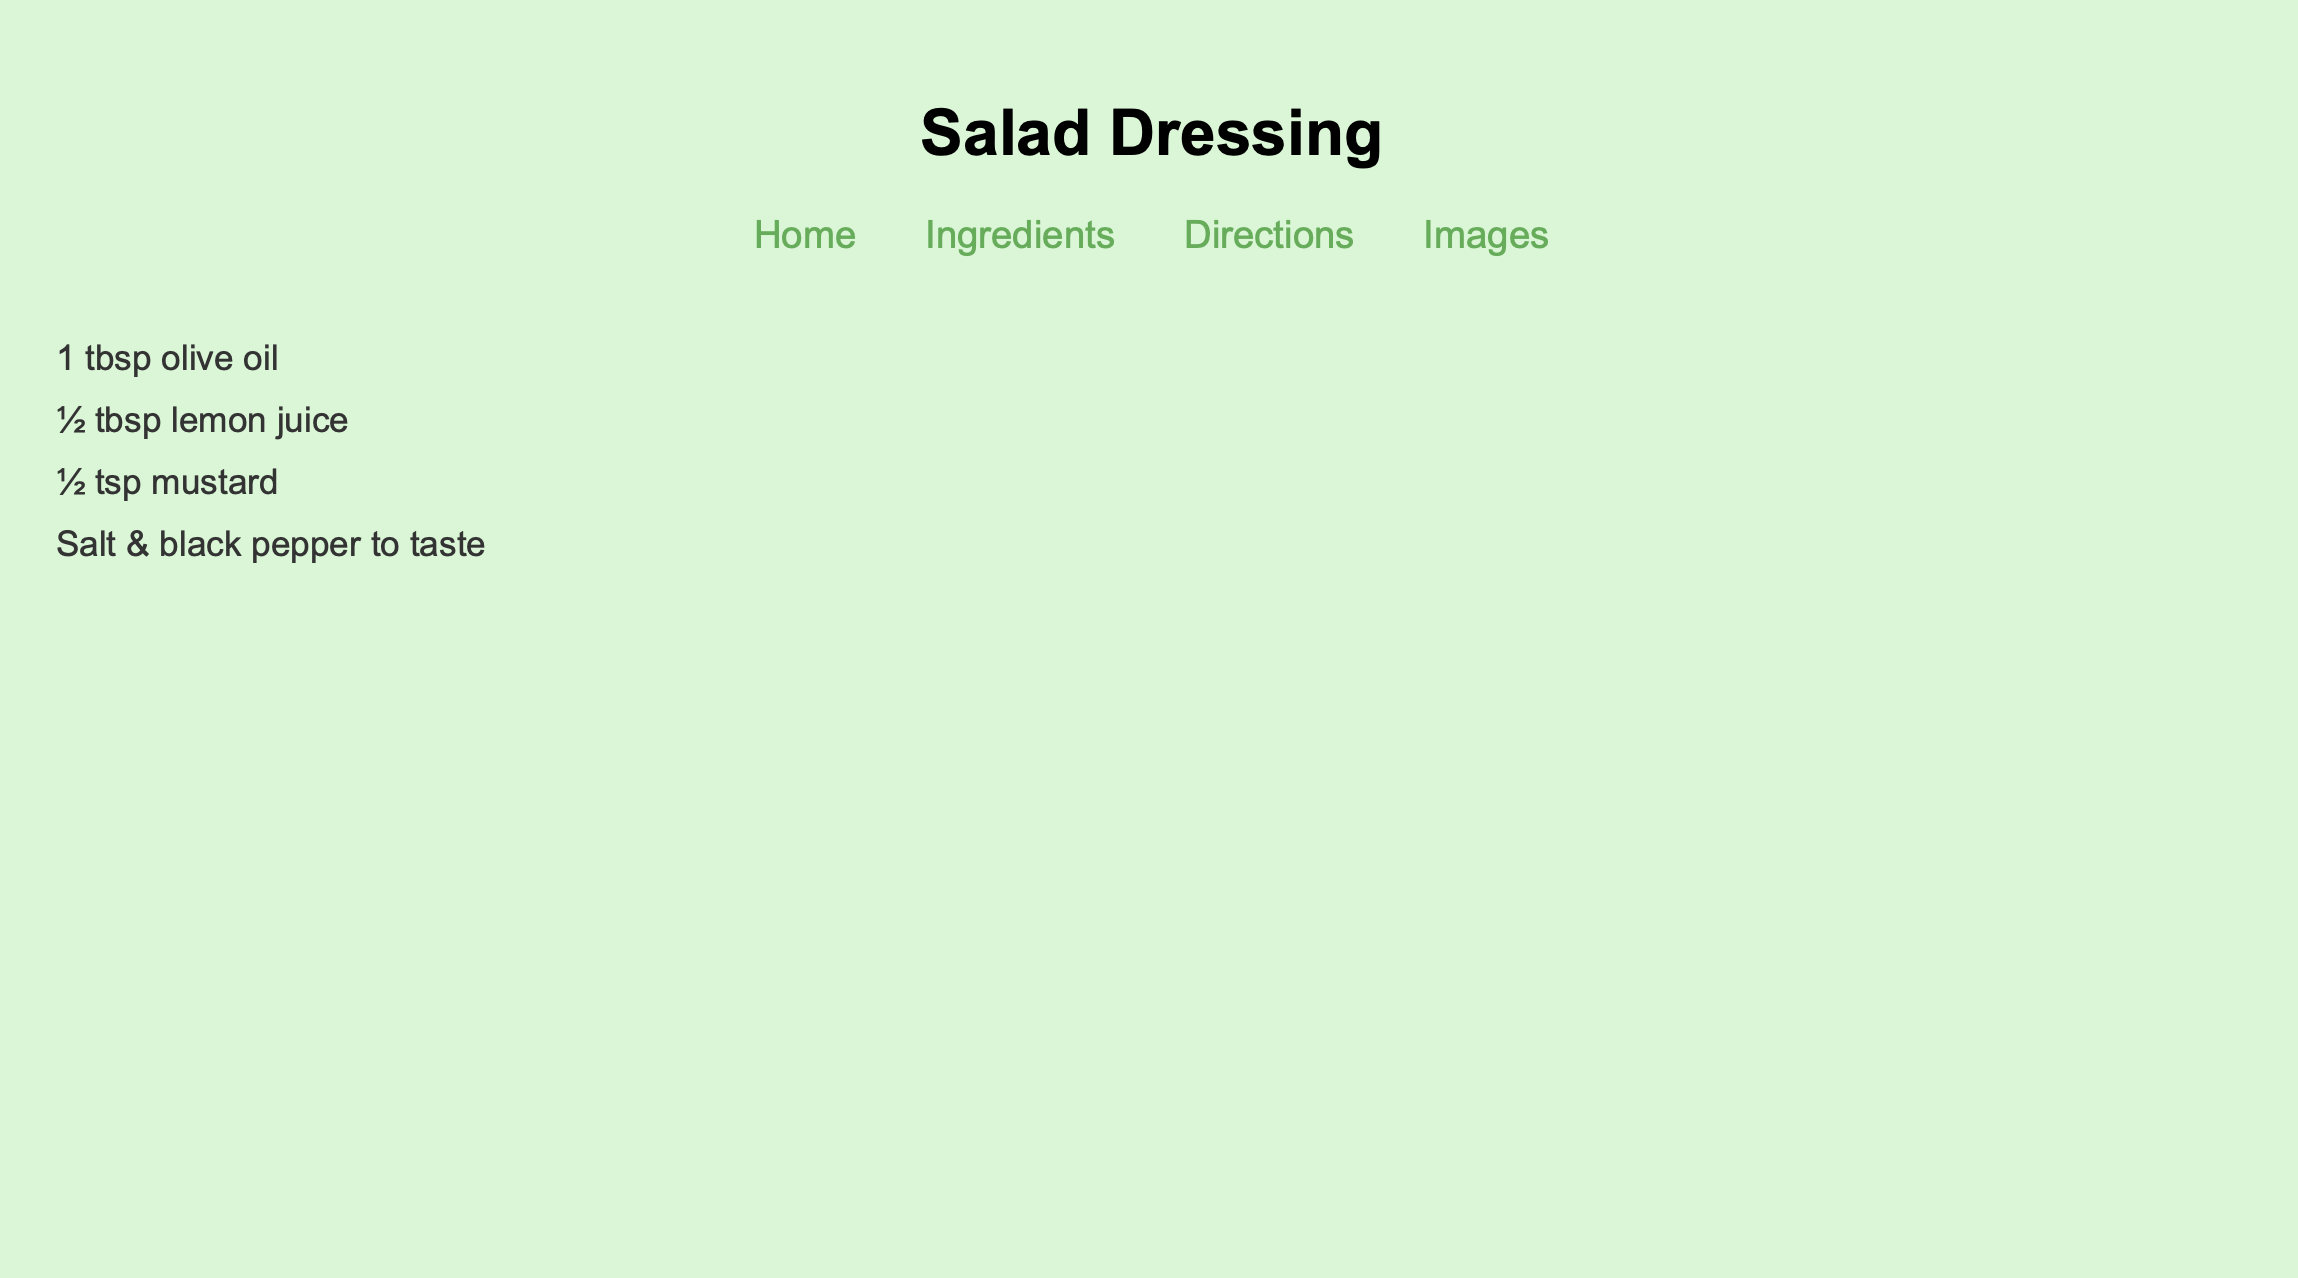 Salad Dressing
Home Ingredients Directions Images
1 tbsp olive oil
½ tbsp lemon juice
½ tsp mustard
Salt & black pepper to taste